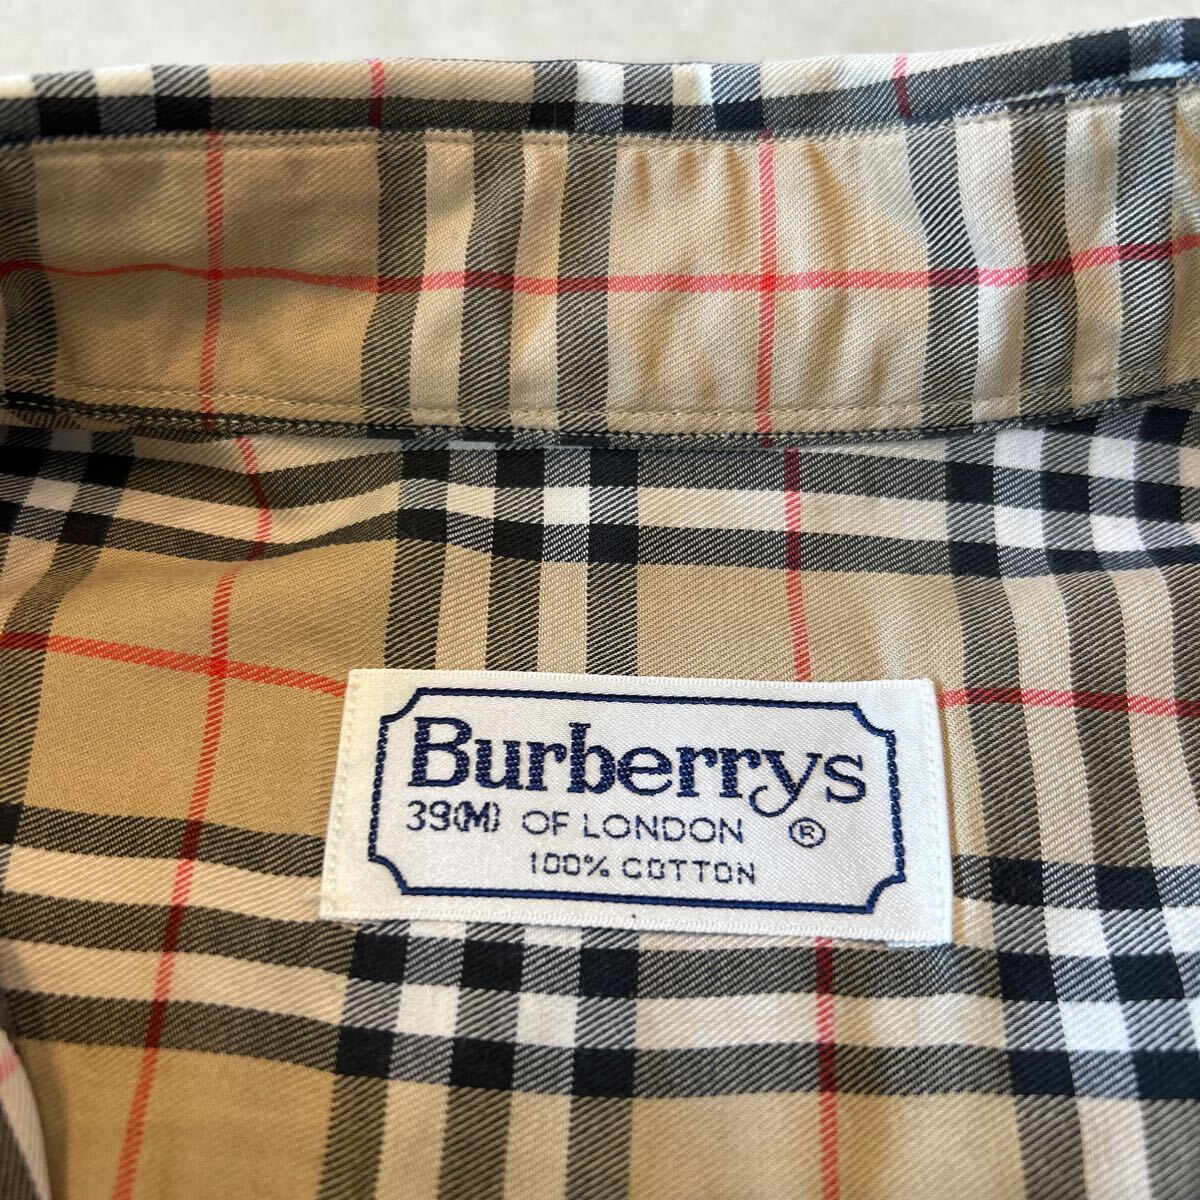 Burberrys
39(M) OF LONDON ®
100% COTTON